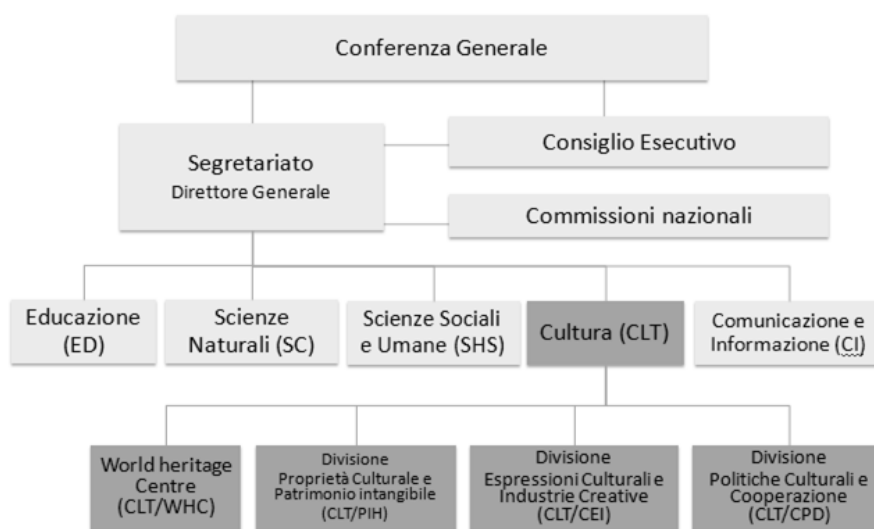 Conferenza Generale
Segretariato
Direttore Generale
Consiglio Esecutivo
Commissioni nazionali
Educazione
(ED)
Scienze
Naturali (SC)
Scienze Sociali
e Umane (SHS)
Cultura (CLT)
Comunicazione e
Informazione (CI)
World heritage
Centre
(CLT/WHC)
Divisione
Proprietà Culturale e
Patrimonio intangibile
(CLT/PIH)
Divisione
Espressioni Culturali e
Industrie Creative
(CLT/CEI)
Divisione
Politiche Culturali e
Cooperazione
(CLT/CPD)